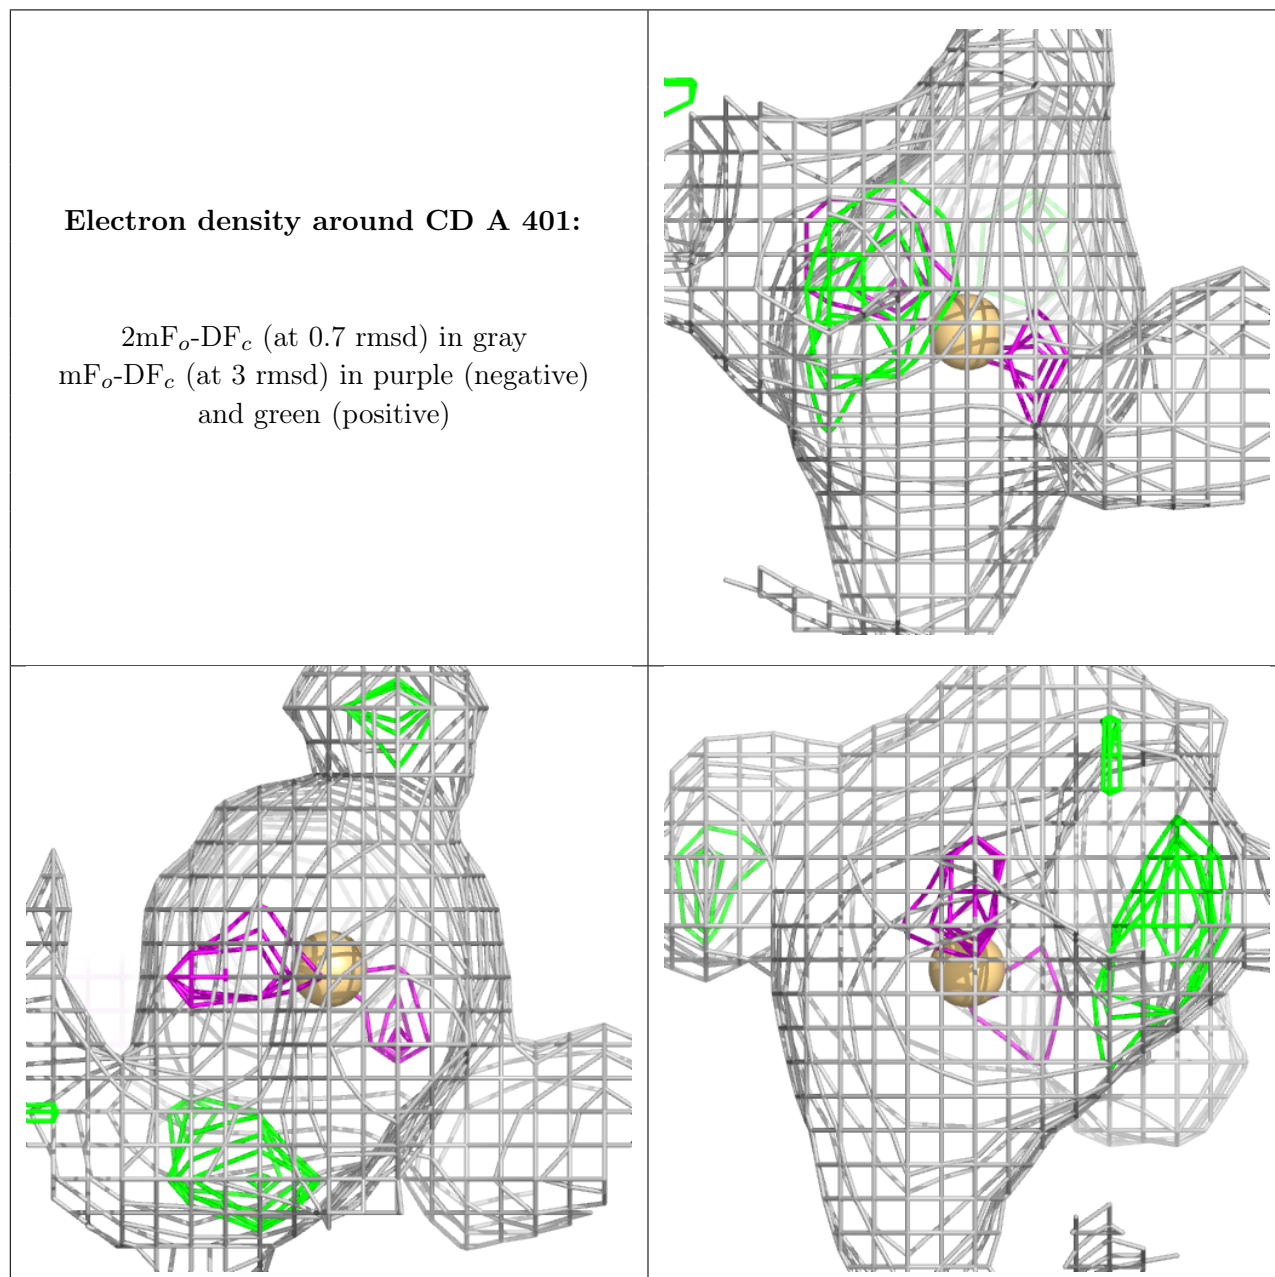 Electron density around CD A 401:
2mFo-DFc (at 0.7 rmsd) in gray
mFo-DFc (at 3 rmsd) in purple (negative)
and green (positive)